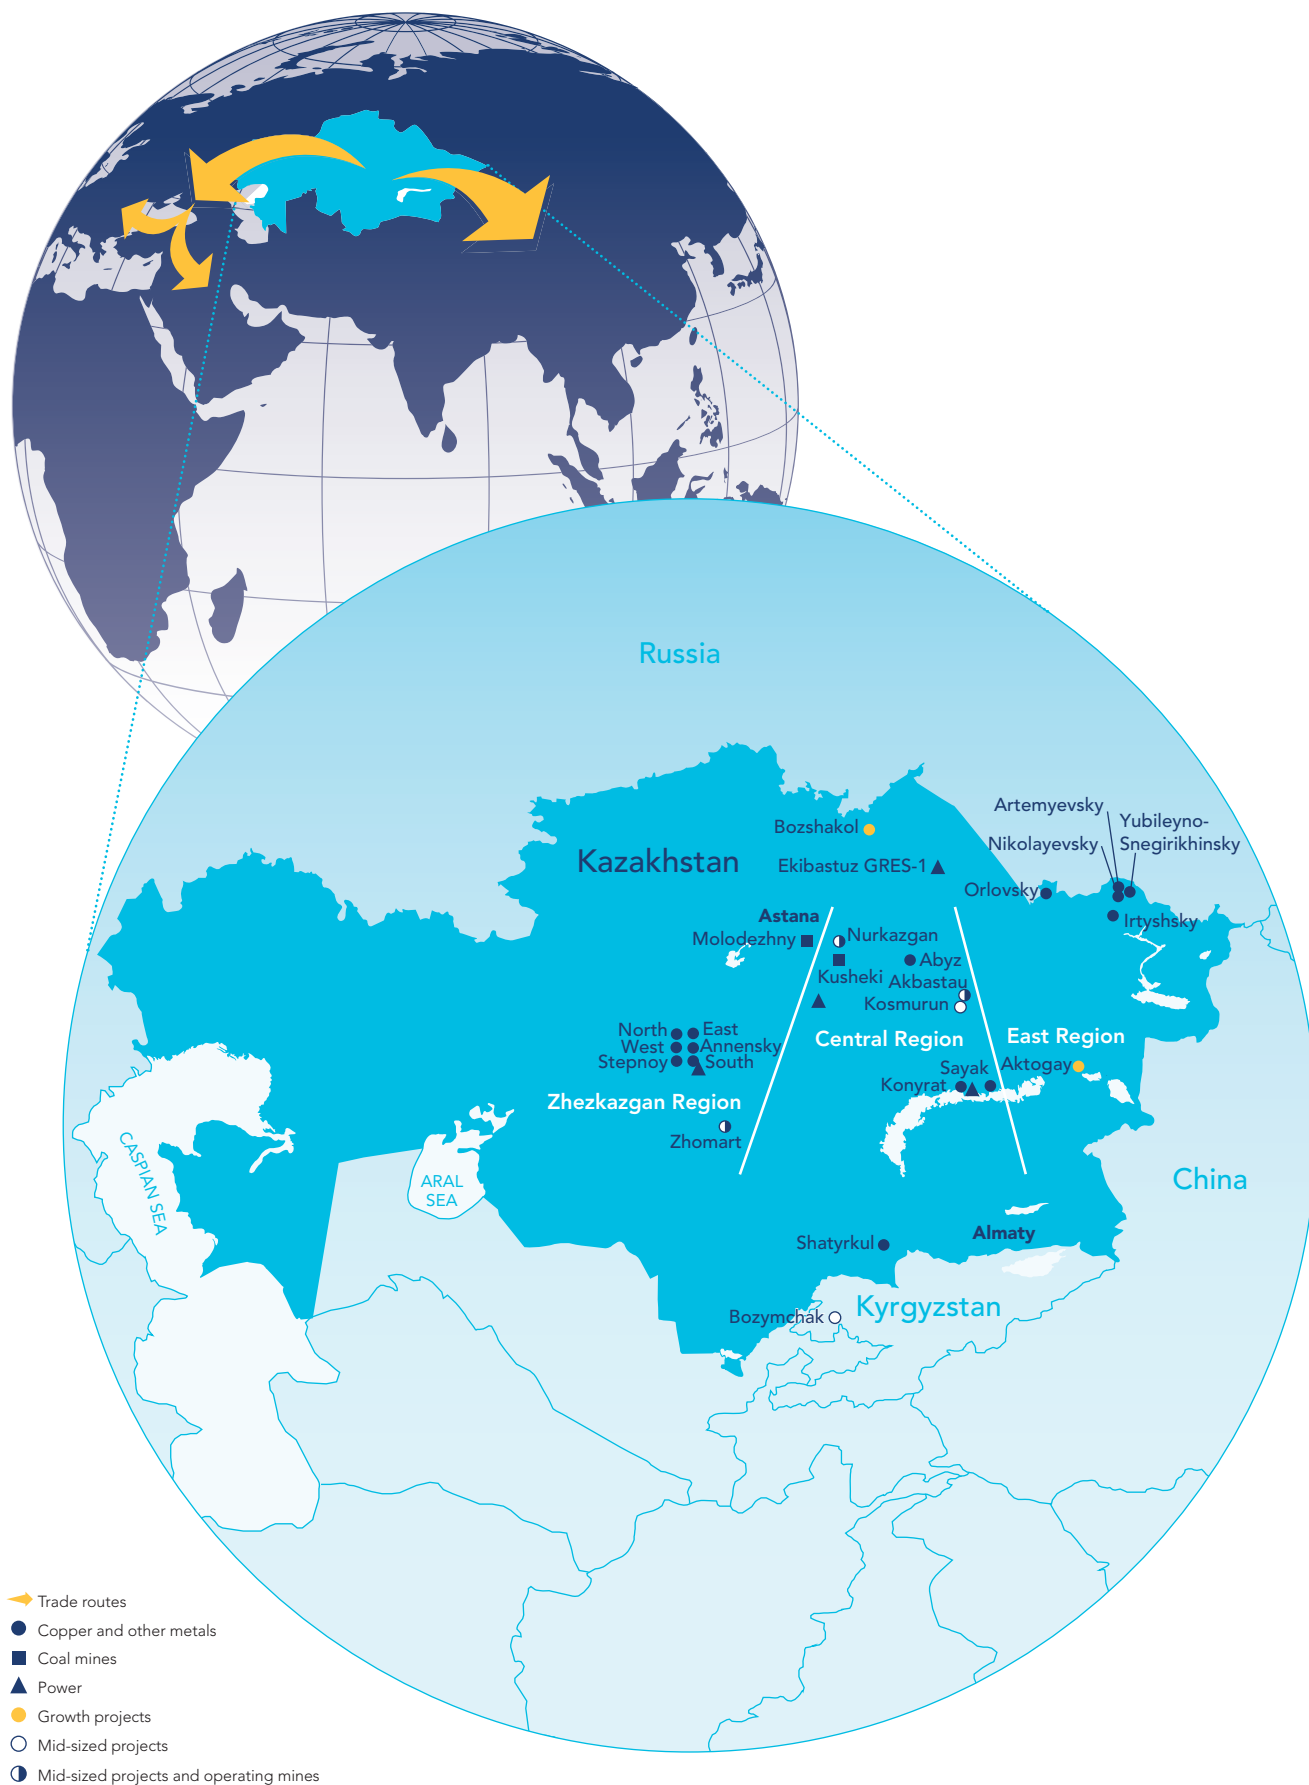 Russia
Artemyevsky
Yubileyno-
Snegirikhinsky
Bozshakol
Nikolayevsky
Kazakhstan
Ekibastuz GRES-1
Orlovsky
Astana
Irtyshsky
Molodezhny
Nurkazgan
Abyz
Kusheki
Akbastau
Kosmurun
North
East
West
Annensky
Stepnoy
South
Central Region
East Region
Sayak
Aktogay
Konyrat
Zhezkazgan Region
Zhomart
CASPIAN SEA
ARAL
SEA
China
Shatyrkul
Almaty
Kyrgyzstan
Bozymchak
Trade routes
Copper and other metals
Coal mines
Power
Growth projects
Mid-sized projects
Mid-sized projects and operating mines